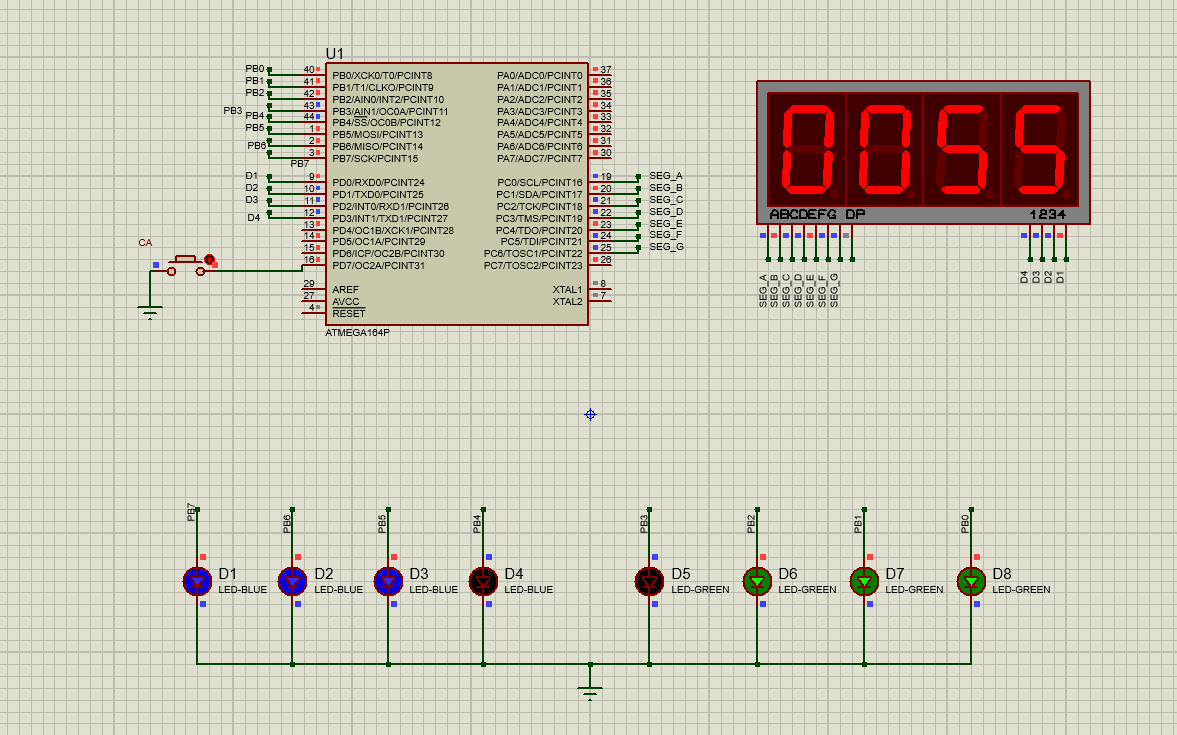 U1
PB0 40 PB0/XCK0/T0/PCINT8 PA0/ADC0/PCINT0 37
PB1 41 PB1/T1/CLKO/PCINT9 PA1/ADC1/PCINT1 36
PB2 42 PB2/AIN0/INT2/PCINT10 PA2/ADC2/PCINT2 35
PB3 43 PB3/AIN1/OC0A/PCINT11 PA3/ADC3/PCINT3 34
PB4 44 PB4/SS/OC0B/PCINT12 PA4/ADC4/PCINT4 33
PB5 1 PB5/MOSI/PCINT13 PA5/ADC5/PCINT5 32
PB6 2 PB6/MISO/PCINT14 PA6/ADC6/PCINT6 31
PB7 3 PB7/SCK/PCINT15 PA7/ADC7/PCINT7 30
D1 9 PD0/RXD0/PCINT24 PC0/SCL/PCINT16 19 SEG_A
D2 10 PD1/TXD0/PCINT25 PC1/SDA/PCINT17 20 SEG_B
D3 11 PD2/INT0/RXD1/PCINT26 PC2/TCK/PCINT18 21 SEG_C
D4 12 PD3/INT1/TXD1/PCINT27 PC3/TMS/PCINT19 22 SEG_D
13 PD4/OC1B/XCK1/PCINT28 PC4/TDO/PCINT20 23 SEG_E
14 PD5/OC1A/PCINT29 PC5/TDI/PCINT21 24 SEG_F
15 PD6/ICP/OC2B/PCINT30 PC6/TOSC1/PCINT22 25 SEG_G
16 PD7/OC2A/PCINT31 PC7/TOSC2/PCINT23 26
CA
29 AREF XTAL1 8
27 AVCC XTAL2 7
4 RESET
ATMEGA164P
0055
ABCDEFG DP 1234
SEG_A SEG_B SEG_C SEG_D SEG_E SEG_F SEG_G D4 D3 D2 D1
PB7 PB6 PB5 PB4 PB3 PB2 PB1 PB0
D1 D2 D3 D4 D5 D6 D7 D8
LED-BLUE LED-BLUE LED-BLUE LED-BLUE LED-GREEN LED-GREEN LED-GREEN LED-GREEN